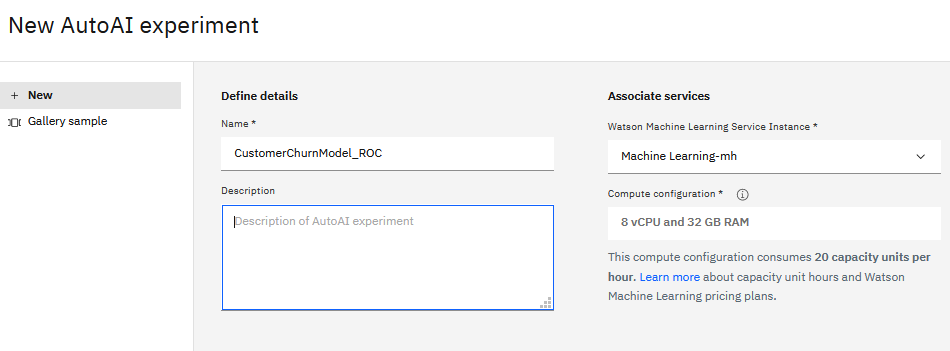 New AutoAI experiment
+ New
Gallery sample
Define details
Name *
CustomerChurnModel_ROC
Description
Description of AutoAI experiment
Associate services
Watson Machine Learning Service Instance *
Machine Learning-mh
Compute configuration *
8 vCPU and 32 GB RAM
This compute configuration consumes 20 capacity units per
hour. Learn more about capacity unit hours and Watson
Machine Learning pricing plans.